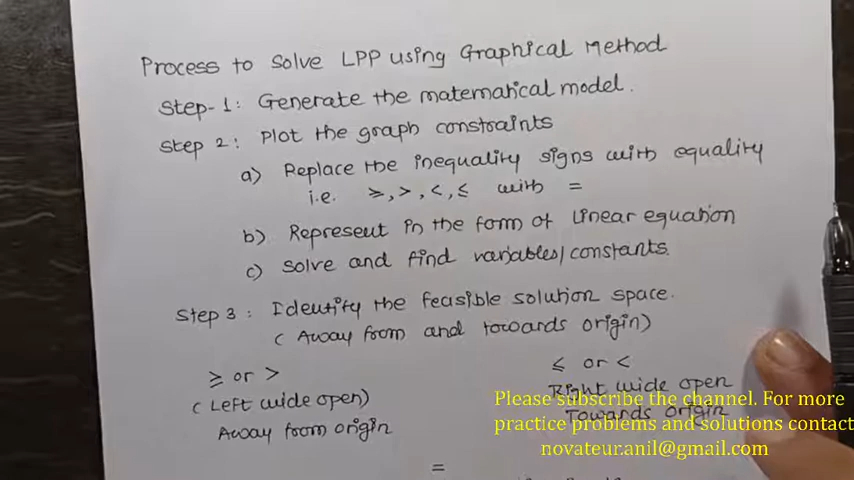 Process to solve LPP using Graphical Method
Step-1: Generate the matematical model.
Step 2: Plot the graph constraints
a) Replace the inequality signs with equality
i.e. ≥, >, <, ≤ with =
b) Represent in the form of linear equation
c) solve and find variables/constants.
Step 3: Identity the feasible solution space.
( Away from and towards origin)
≥ or > ≤ or <
( Left wide open) Right wide open
Away from origin Towards origin
Please subscribe the channel. For more
practice problems and solutions contact
novateur.anil@gmail.com
=